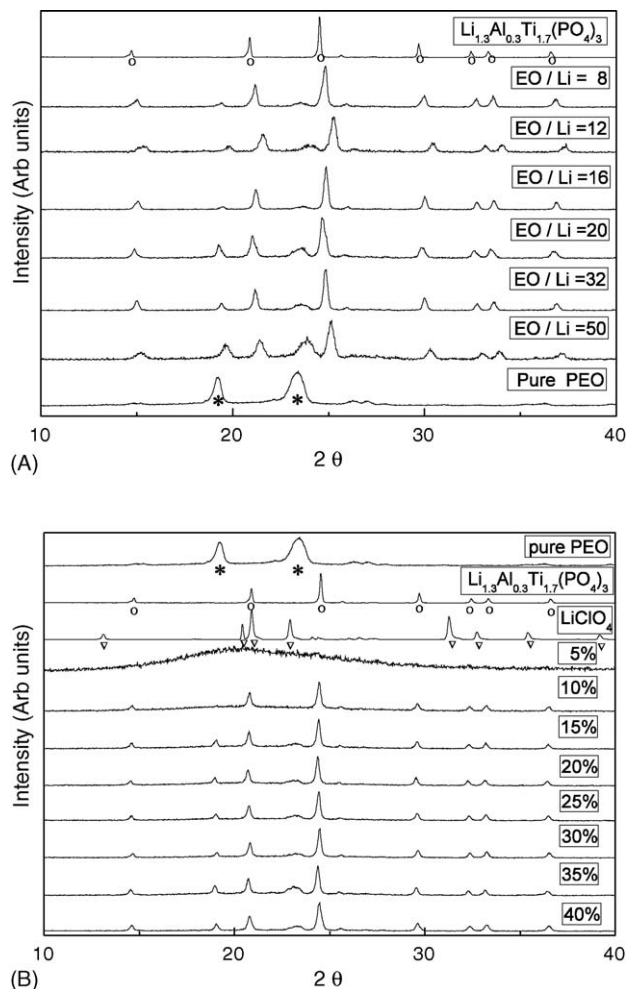 Li1.3Al0.3Ti1.7(PO4)3
EO / Li = 8
EO / Li =12
EO / Li =16
EO / Li =20
EO / Li =32
EO / Li =50
Pure PEO
Intensity (Arb units)
10 20 30 40
2 θ
(A)
pure PEO
Li1.3Al0.3Ti1.7(PO4)3
LiClO4
5%
10%
15%
20%
25%
30%
35%
40%
Intensity (Arb units)
10 20 30 40
2 θ
(B)